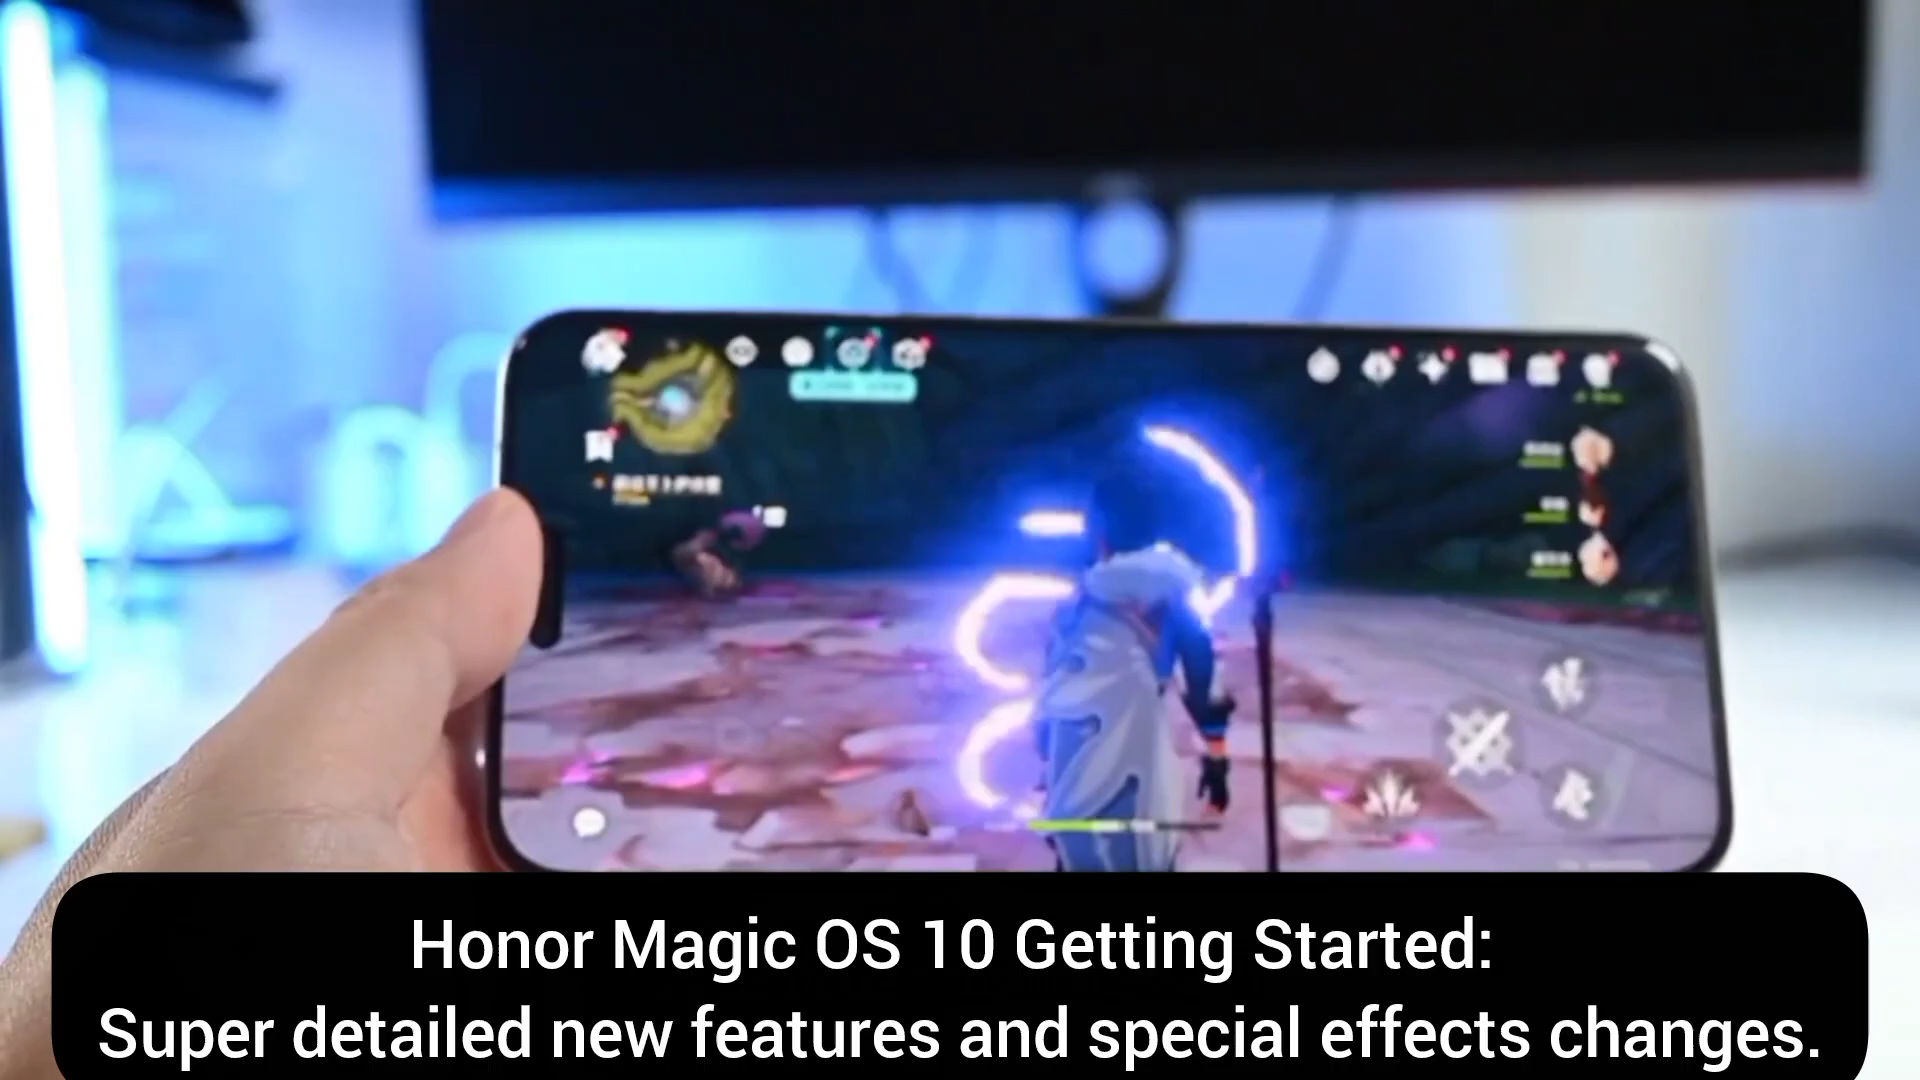 Honor Magic OS 10 Getting Started:
Super detailed new features and special effects changes.